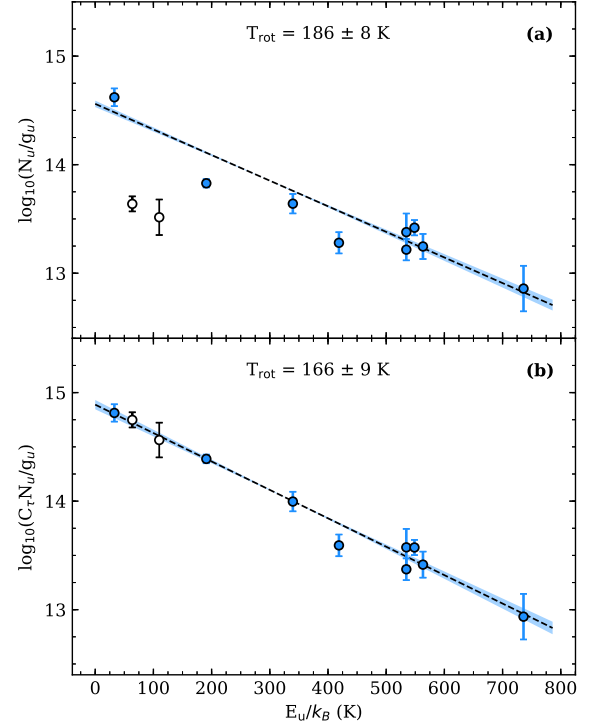 T_rot = 186 ± 8 K
(a)
15
14
13
log₁₀(N_u/g_u)
T_rot = 166 ± 9 K
(b)
15
14
13
log₁₀(C_τN_u/g_u)
0 100 200 300 400 500 600 700 800
E_u/k_B (K)